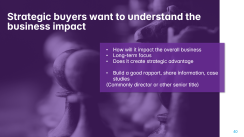 Strategic buyers want to understand the
business impact
• How will it impact the overall business
• Long-term focus
• Does it create strategic advantage
• Build a good rapport, share information, case
studies
(Commonly director or other senior title)